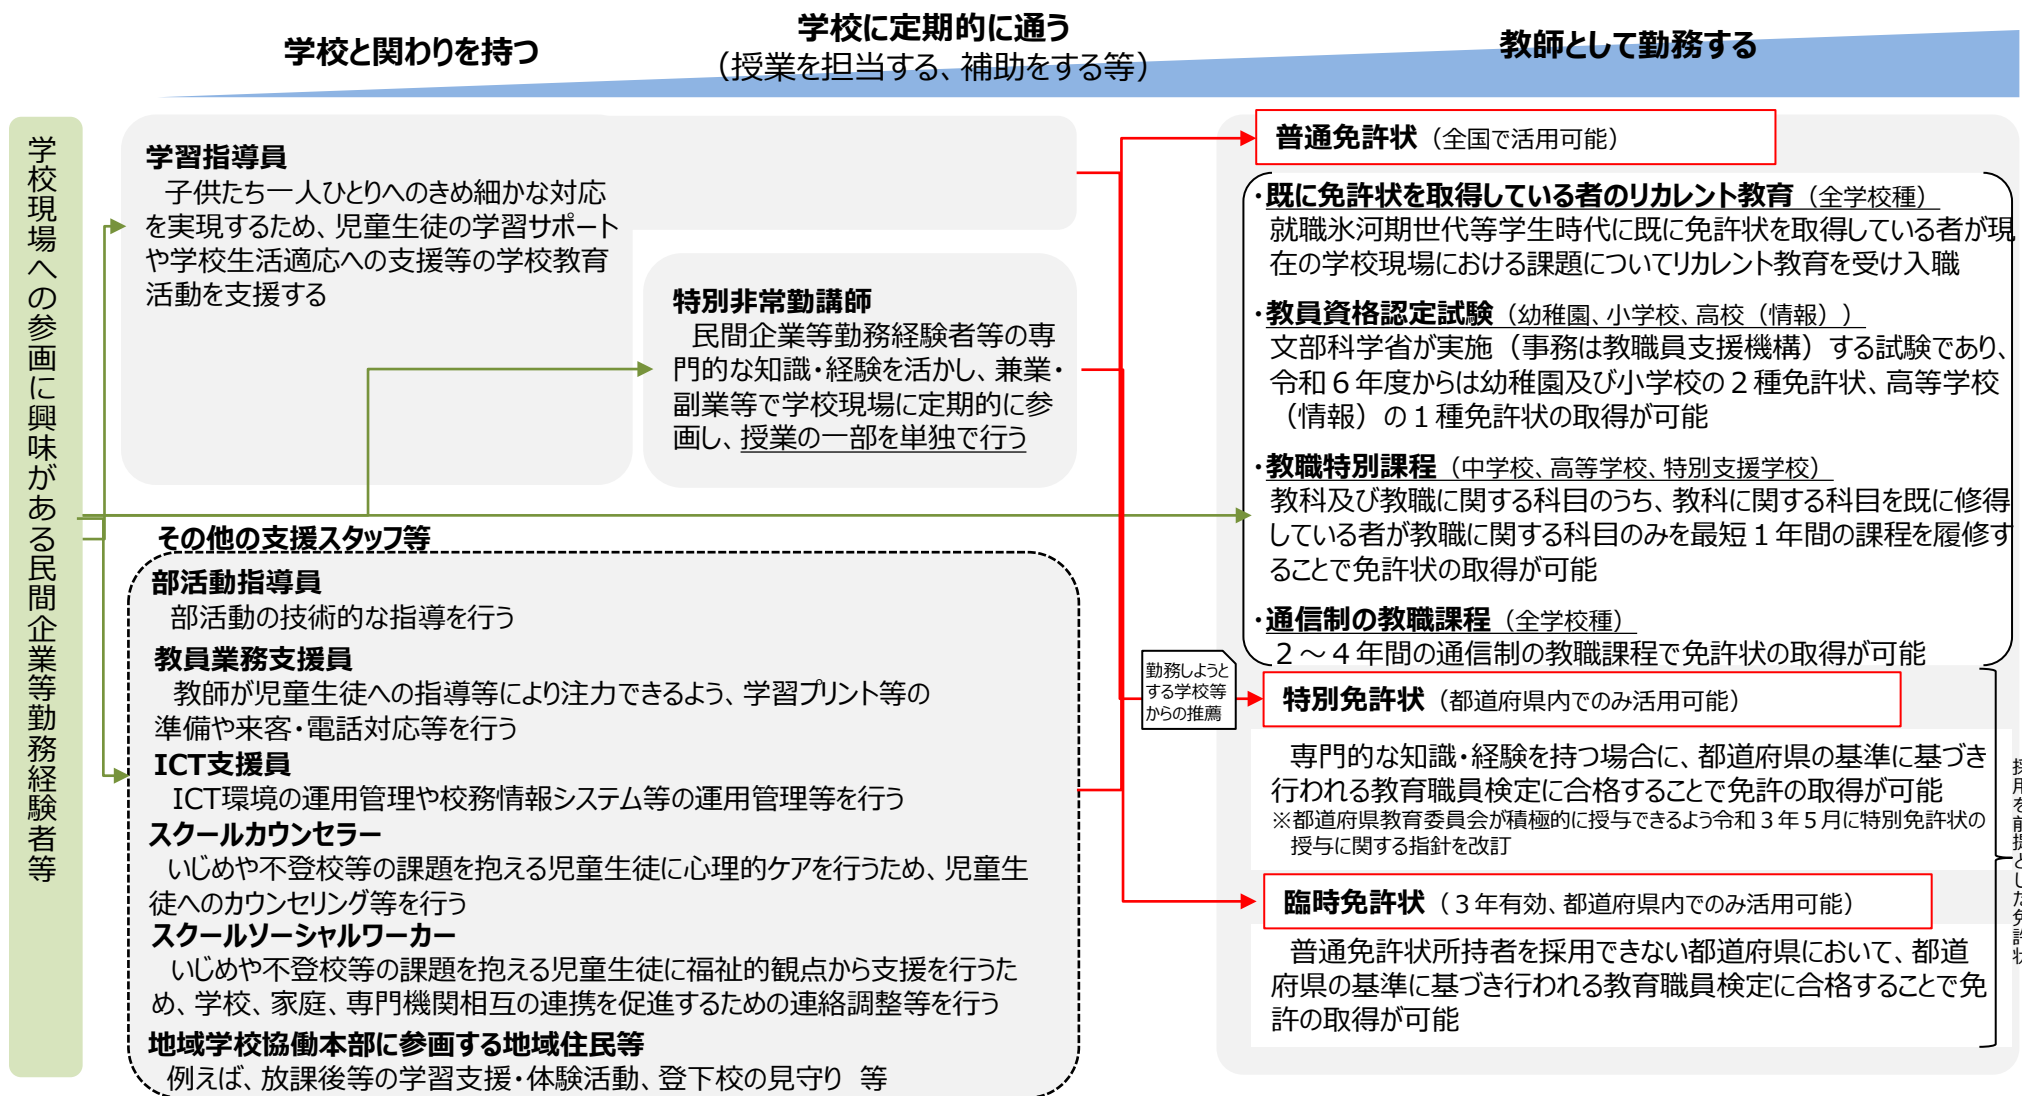 学校と関わりを持つ
学校に定期的に通う
（授業を担当する、補助をする等）
教師として勤務する
学校現場への参画に興味がある民間企業等勤務経験者等
学習指導員
子供たち一人ひとりへのきめ細かな対応
を実現するため、児童生徒の学習サポート
や学校生活適応への支援等の学校教育
活動を支援する
特別非常勤講師
民間企業等勤務経験者等の専
門的な知識・経験を活かし、兼業・
副業等で学校現場に定期的に参
画し、授業の一部を単独で行う
その他の支援スタッフ等
部活動指導員
部活動の技術的な指導を行う
教員業務支援員
教師が児童生徒への指導等により注力できるよう、学習プリント等の
準備や来客・電話対応等を行う
ICT支援員
ICT環境の運用管理や校務情報システム等の運用管理等を行う
スクールカウンセラー
いじめや不登校等の課題を抱える児童生徒に心理的ケアを行うため、児童生
徒へのカウンセリング等を行う
スクールソーシャルワーカー
いじめや不登校等の課題を抱える児童生徒に福祉的観点から支援を行うた
め、学校、家庭、専門機関相互の連携を促進するための連絡調整等を行う
地域学校協働本部に参画する地域住民等
例えば、放課後等の学習支援・体験活動、登下校の見守り 等
普通免許状（全国で活用可能）
・既に免許状を取得している者のリカレント教育（全学校種）
就職氷河期世代等学生時代に既に免許状を取得している者が現
在の学校現場における課題についてリカレント教育を受け入職
・教員資格認定試験（幼稚園、小学校、高校（情報））
文部科学省が実施（事務は教職員支援機構）する試験であり、
令和６年度からは幼稚園及び小学校の２種免許状、高等学校
（情報）の１種免許状の取得が可能
・教職特別課程（中学校、高等学校、特別支援学校）
教科及び教職に関する科目のうち、教科に関する科目を既に修得
している者が教職に関する科目のみを最短１年間の課程を履修す
ることで免許状の取得が可能
・通信制の教職課程（全学校種）
２～４年間の通信制の教職課程で免許状の取得が可能
勤務しようと
する学校等
からの推薦
特別免許状（都道府県内でのみ活用可能）
専門的な知識・経験を持つ場合に、都道府県の基準に基づき
行われる教育職員検定に合格することで免許の取得が可能
※都道府県教育委員会が積極的に授与できるよう令和３年５月に特別免許状の
授与に関する指針を改訂
臨時免許状（３年有効、都道府県内でのみ活用可能）
普通免許状所持者を採用できない都道府県において、都道
府県の基準に基づき行われる教育職員検定に合格することで免
許の取得が可能
採用を前提とした免許状